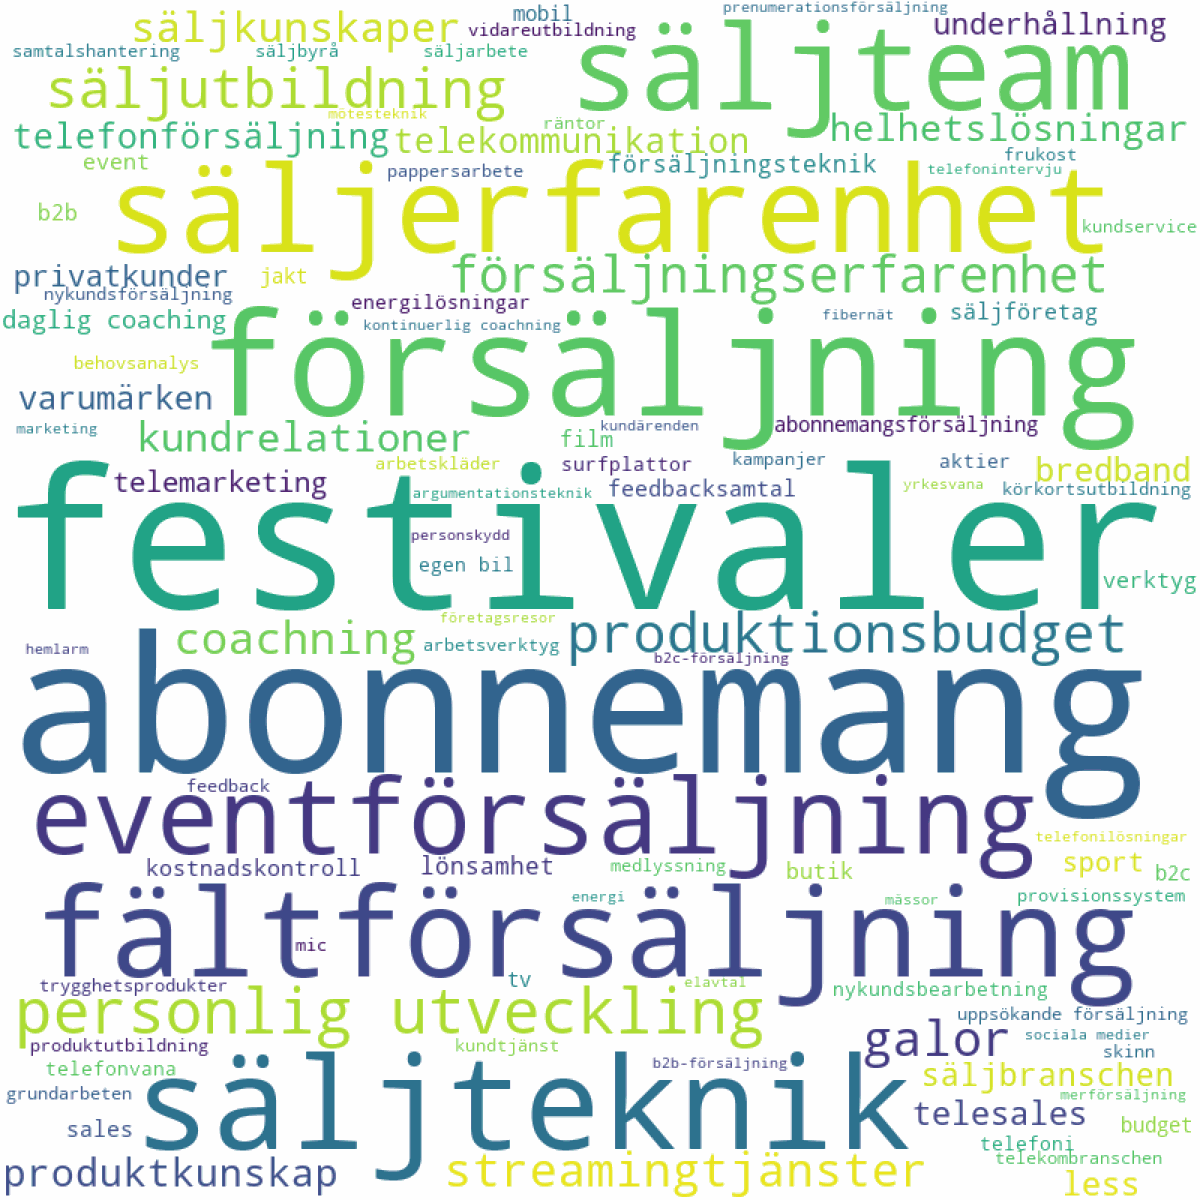 säljkunskaper
mobil
prenumerationsförsäljning
vidareutbildning
underhållning
samtalshantering
säljbyrå
säljarbete
säljteam
säljutbildning
mötesteknik
räntor
telefonförsäljning
telekommunikation
helhetslösningar
event
pappersarbete
försäljningsteknik
frukost
telefonintervju
säljerfarenhet
b2b
kundservice
privatkunder
jakt
försäljningserfarenhet
nykundsförsäljning
energilösningar
daglig coaching
kontinuerlig coachning
fibernät
säljföretag
försäljning
behovsanalys
varumärken
marketing
kundrelationer
film
kundärenden
abonnemangsförsäljning
telemarketing
arbetskläder
surfplattor
kampanjer
aktier
bredband
argumentationsteknik
feedbacksamtal
yrkesvana
körkortsutbildning
festivaler
personskydd
egen bil
verktyg
företagsresor
coachning
arbetsverktyg
produktionsbudget
hemlarm
b2c-försäljning
abonnemang
feedback
eventförsäljning
telefonilösningar
kostnadskontroll
lönsamhet
medlyssning
butik
sport
b2c
energi
mässor
provisionssystem
fältförsäljning
mic
trygghetsprodukter
tv
elavtal
nykundsbearbetning
personlig utveckling
uppsökande försäljning
galor
sociala medier
produktutbildning
kundtjänst
b2b-försäljning
skinn
telefonvana
säljbranschen
grundarbeten
merförsäljning
säljteknik
telesales
sales
budget
telefoni
produktkunskap
streamingtjänster
telekombranschen
less